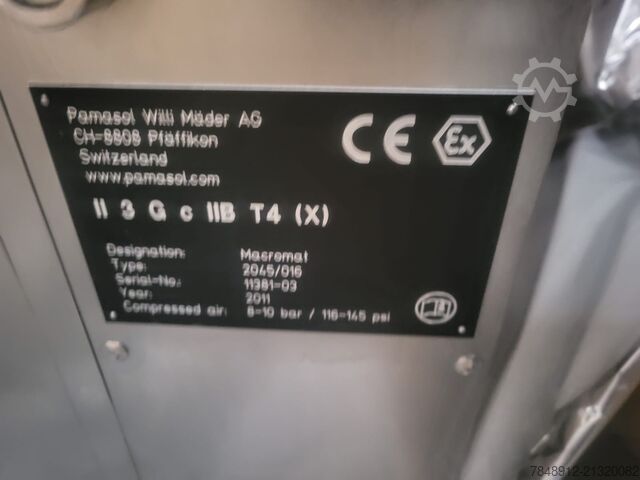 Pamasol Willi Mäder AG
CH-8808 Pfäffikon
Switzerland
www.pamasol.com
CE Ex
II 3 G c IIB T4 (X)
Designation: Macromat
Type: 2045/016
Serial-No.: 11381-03
Year: 2011
Compressed air: 8-10 bar / 116-145 psi
7848912-21320082